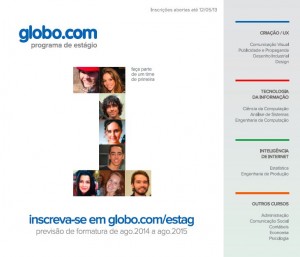 Inscrições abertas até 12/05/13
globo.com
programa de estágio
faça parte
de um time
de primeira
inscreva-se em globo.com/estag
previsão de formatura de ago.2014 a ago.2015
CRIAÇÃO / UX
Comunicação Visual
Publicidade e Propaganda
Desenho Industrial
Design
TECNOLOGIA
DA INFORMAÇÃO
Ciência da Computação
Análise de Sistemas
Engenharia da Computação
INTELIGÊNCIA
DE INTERNET
Estatística
Engenharia de Produção
OUTROS CURSOS
Administração
Comunicação Social
Contábeis
Economia
Psicologia